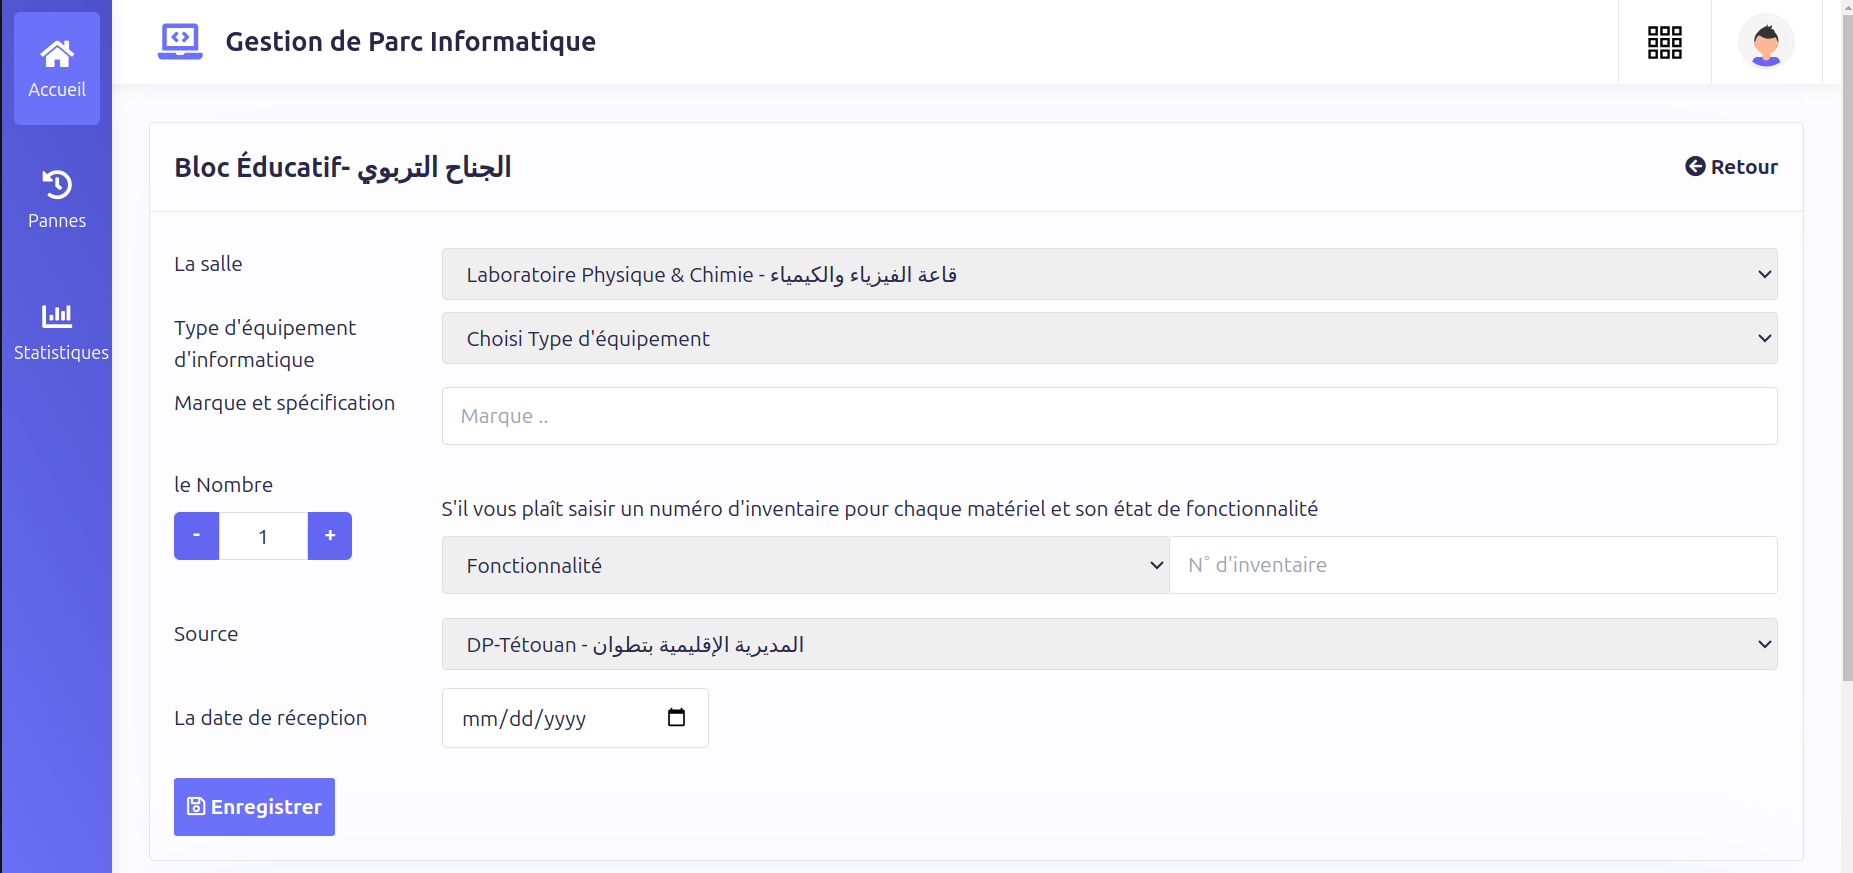 Gestion de Parc Informatique
Accueil
Pannes
Statistiques
Bloc Éducatif- الجناح التربوي
Retour
La salle
Laboratoire Physique & Chimie - قاعة الفيزياء والكيمياء
Type d'équipement
d'informatique
Choisi Type d'équipement
Marque et spécification
Marque ..
le Nombre
- 1 +
S'il vous plaît saisir un numéro d'inventaire pour chaque matériel et son état de fonctionnalité
Fonctionnalité
N° d'inventaire
Source
DP-Tétouan - المديرية الإقليمية بتطوان
La date de réception
mm/dd/yyyy
Enregistrer